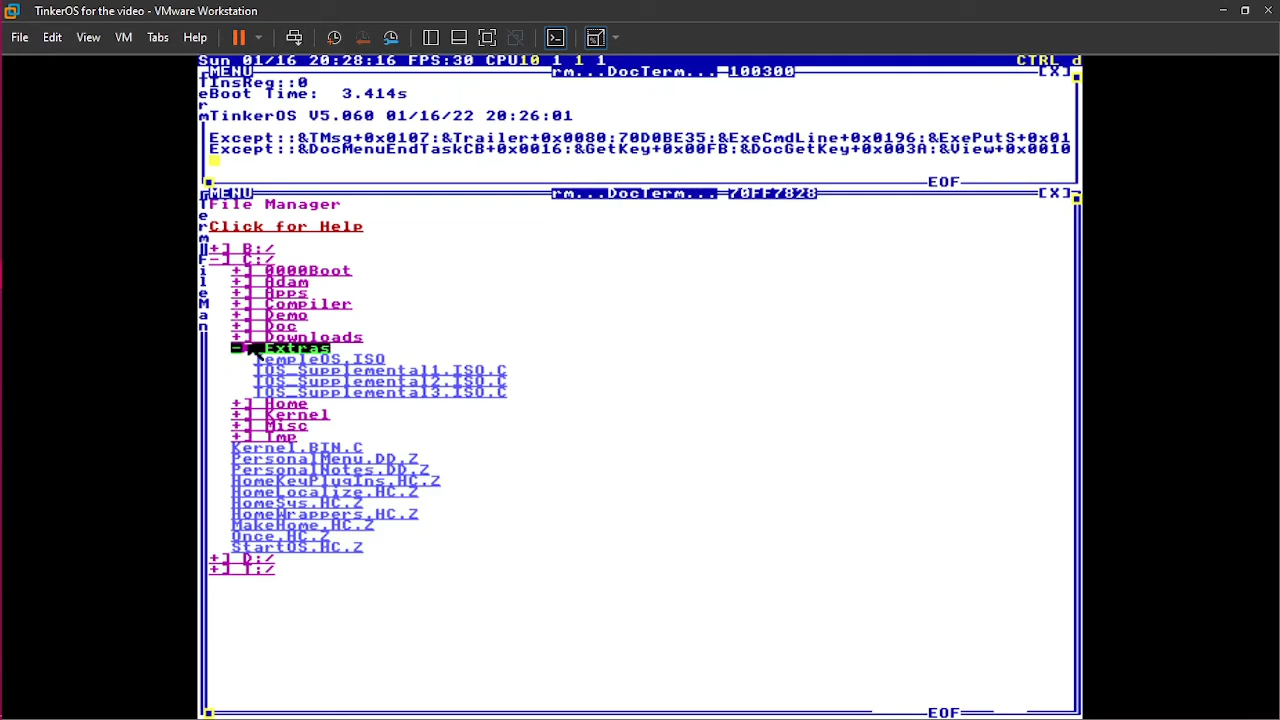 TinkerOS for the video - VMware Workstation
File Edit View VM Tabs Help
Sun 01/16 20:28:16 FPS:30 CPU10 1 1 1 CTRL d
MENU rm...DocTerm... 100300 [X]
InsReg::0
Boot Time: 3.414s
TinkerOS V5.060 01/16/22 20:26:01
Except::&TMsg+0x0107:&Trailer+0x0080:70D0BE35:&ExeCmdLine+0x0196:&ExePutS+0x01
Except::&DocMenuEndTaskCB+0x0016:&GetKey+0x00FB:&DocGetKey+0x003A:&View+0x0010
EOF
MENU rm...DocTerm... 70FF7828 [X]
File Manager
Click for Help
+] B:/
-] C:/
+] 0000Boot
+] Adam
+] Apps
+] Compiler
+] Demo
+] Doc
+] Downloads
- Extras
TempleOS.ISO
TOS_Supplemental1.ISO.C
TOS_Supplemental2.ISO.C
TOS_Supplemental3.ISO.C
+] Home
+] Kernel
+] Misc
+] Tmp
Kernel.BIN.C
PersonalMenu.DD.Z
PersonalNotes.DD.Z
HomeKeyPlugIns.HC.Z
HomeLocalize.HC.Z
HomeSys.HC.Z
HomeWrappers.HC.Z
MakeHome.HC.Z
Once.HC.Z
StartOS.HC.Z
+] D:/
+] T:/
EOF